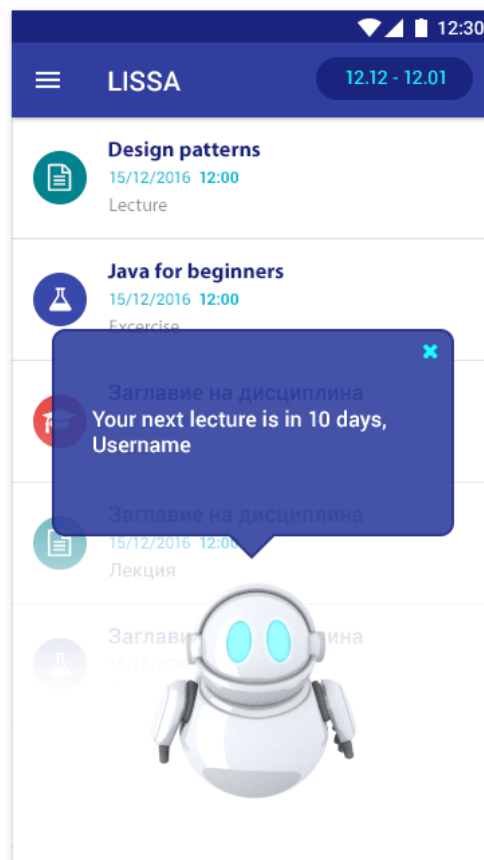 12:30
LISSA
12.12 - 12.01
Design patterns
15/12/2016 12:00
Lecture
Java for beginners
15/12/2016 12:00
Excercise
Заглавие на дисциплина
Your next lecture is in 10 days,
Username
Заглавие на дисциплина
15/12/2016 12:00
Лекция